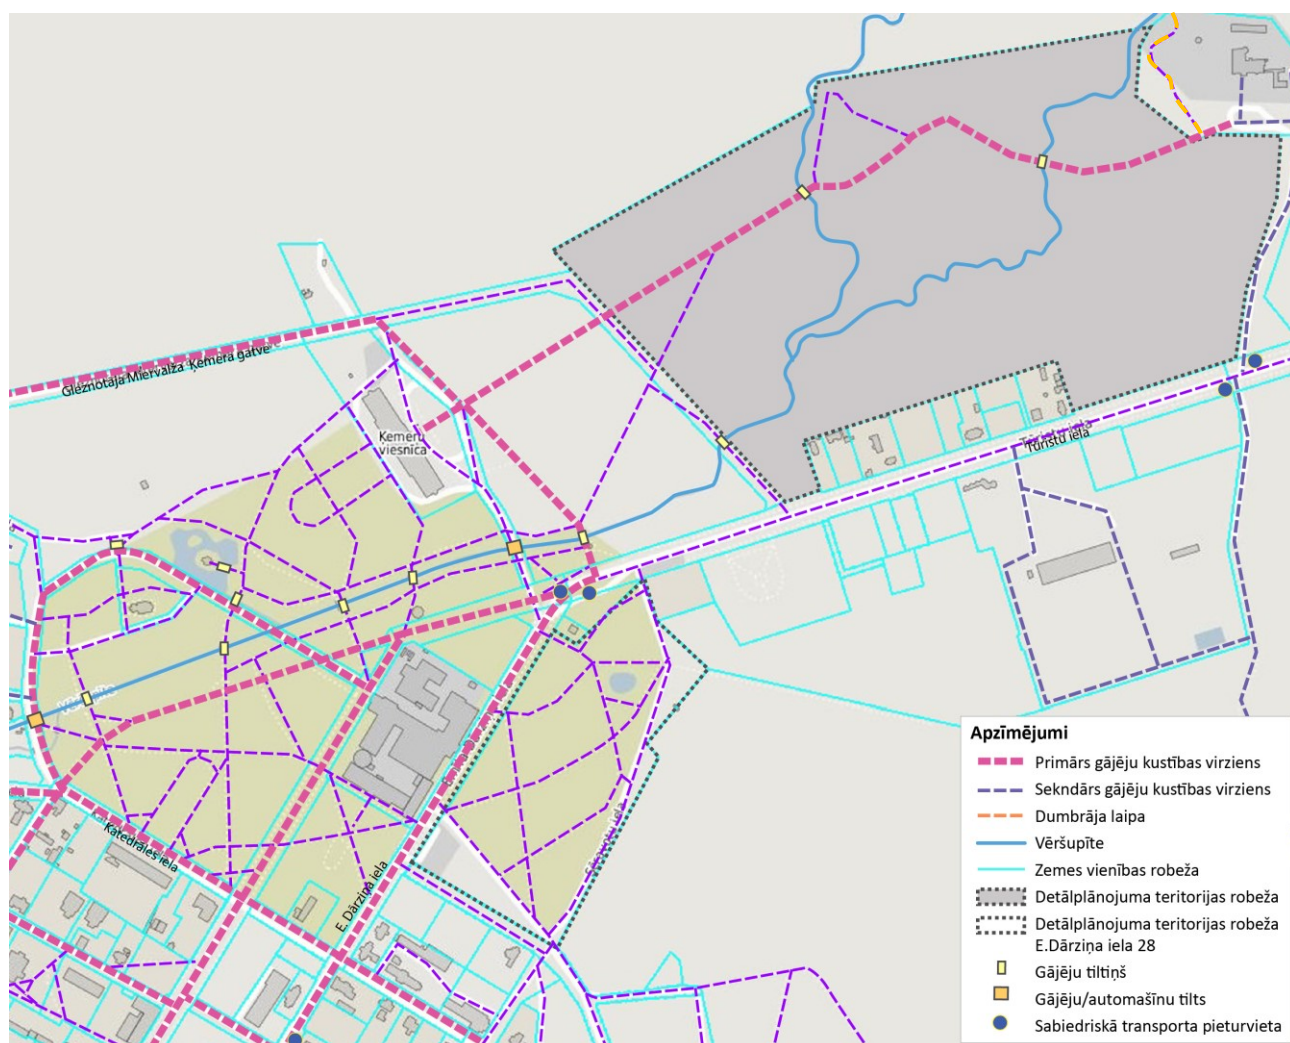 Gleznotāja Miervalža Ķemera gatve
Ķemeru
viesnīca
Tūristu iela
Katedrāles iela
E. Dārziņa iela
Apzīmējumi
Primārs gājēju kustības virziens
Sekndārs gājēju kustības virziens
Dumbrāja laipa
Vēršupīte
Zemes vienības robeža
Detālplānojuma teritorijas robeža
Detālplānojuma teritorijas robeža
E.Dārziņa iela 28
Gājēju tiltiņš
Gājēju/automašīnu tilts
Sabiedriskā transporta pieturvieta